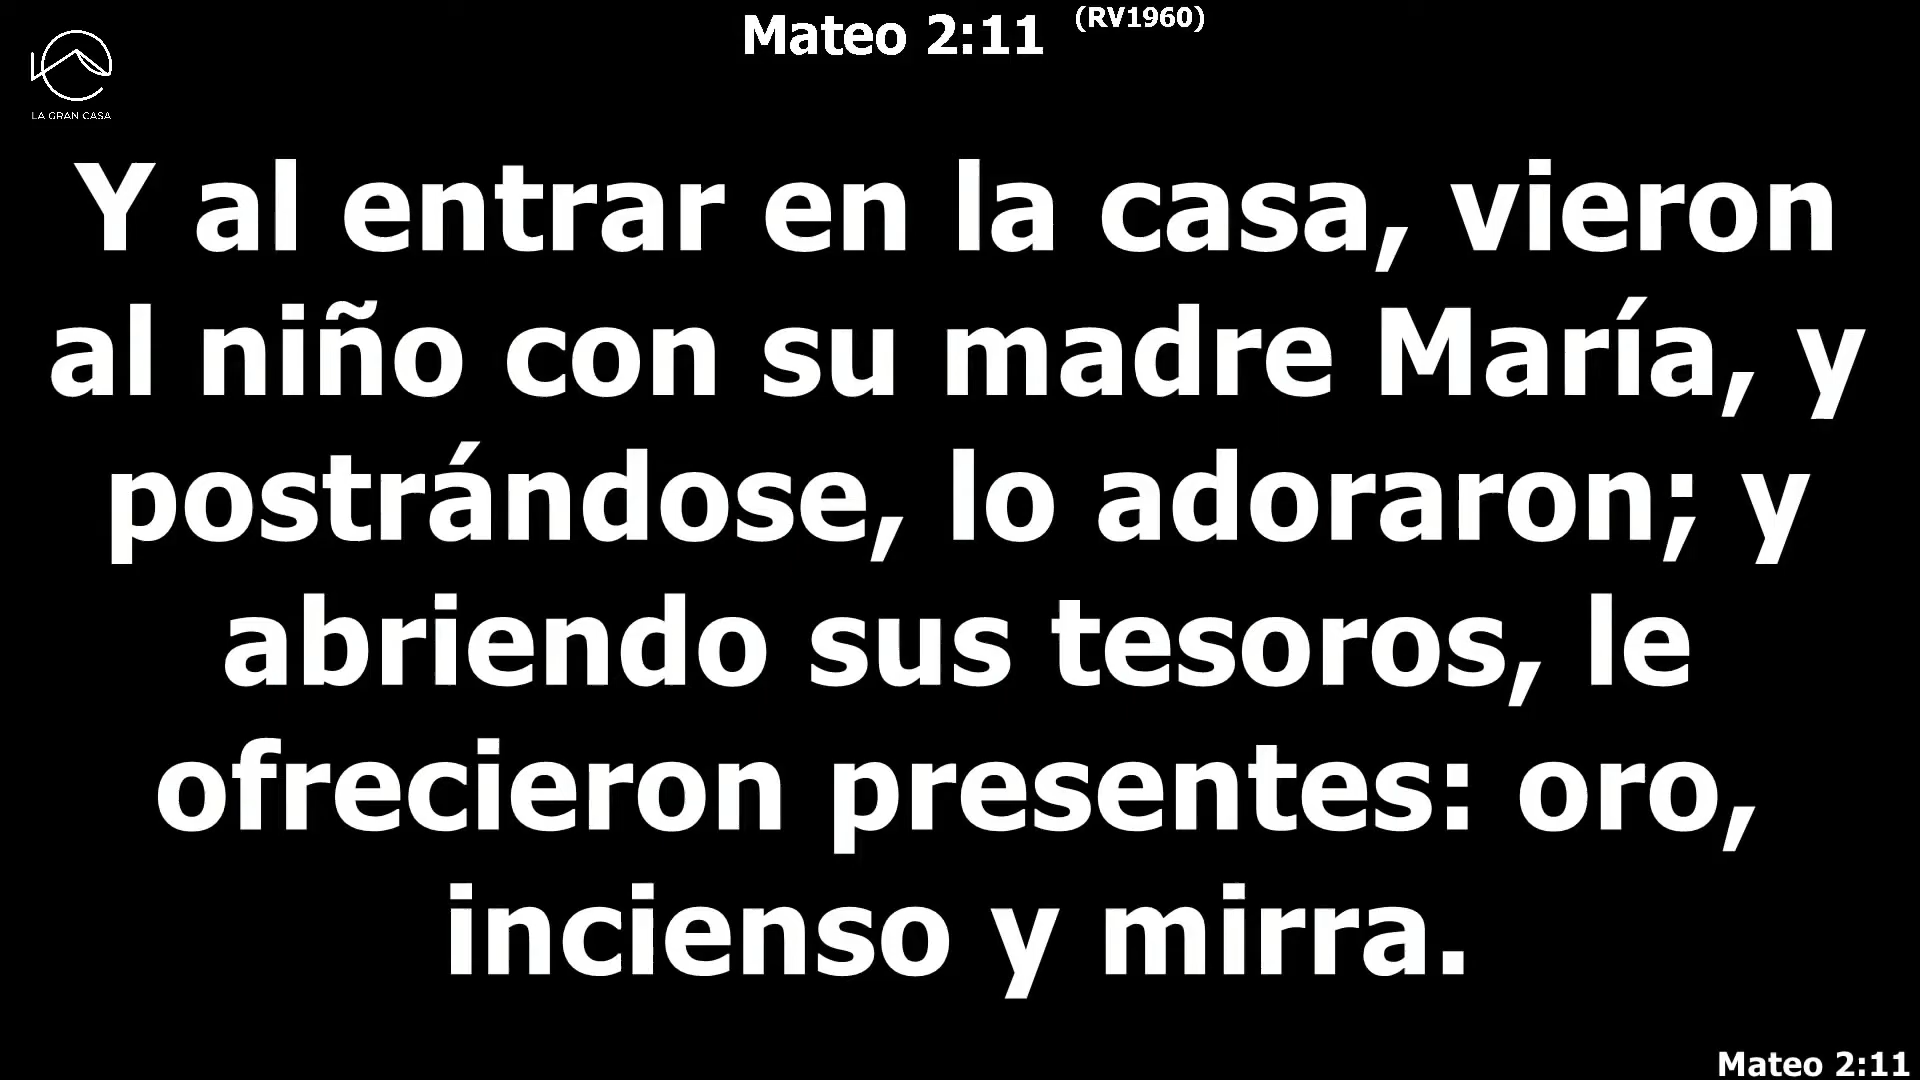 Mateo 2:11 (RV1960)
LA GRAN CASA
Y al entrar en la casa, vieron
al niño con su madre María, y
postrándose, lo adoraron; y
abriendo sus tesoros, le
ofrecieron presentes: oro,
incienso y mirra.
Mateo 2:11